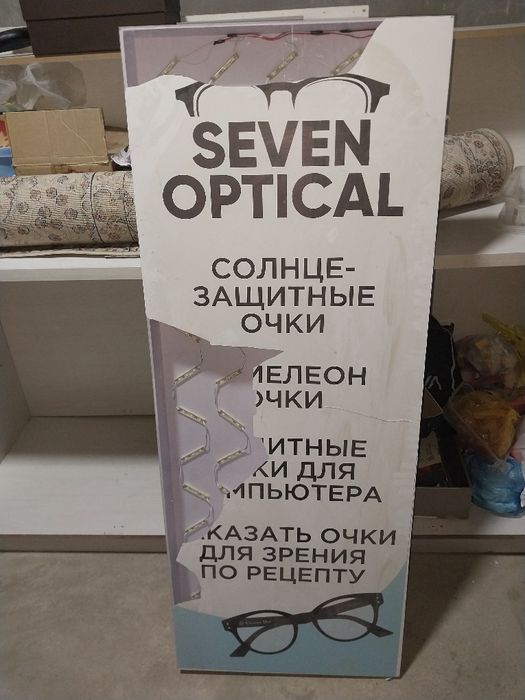 SEVEN
OPTICAL
СОЛНЦЕ-
ЗАЩИТНЫЕ
ОЧКИ
МЕЛЕОН
ОЧКИ
ИТНЫЕ
КИ ДЛЯ
МПЬЮТЕРА
КАЗАТЬ ОЧКИ
ДЛЯ ЗРЕНИЯ
ПО РЕЦЕПТУ